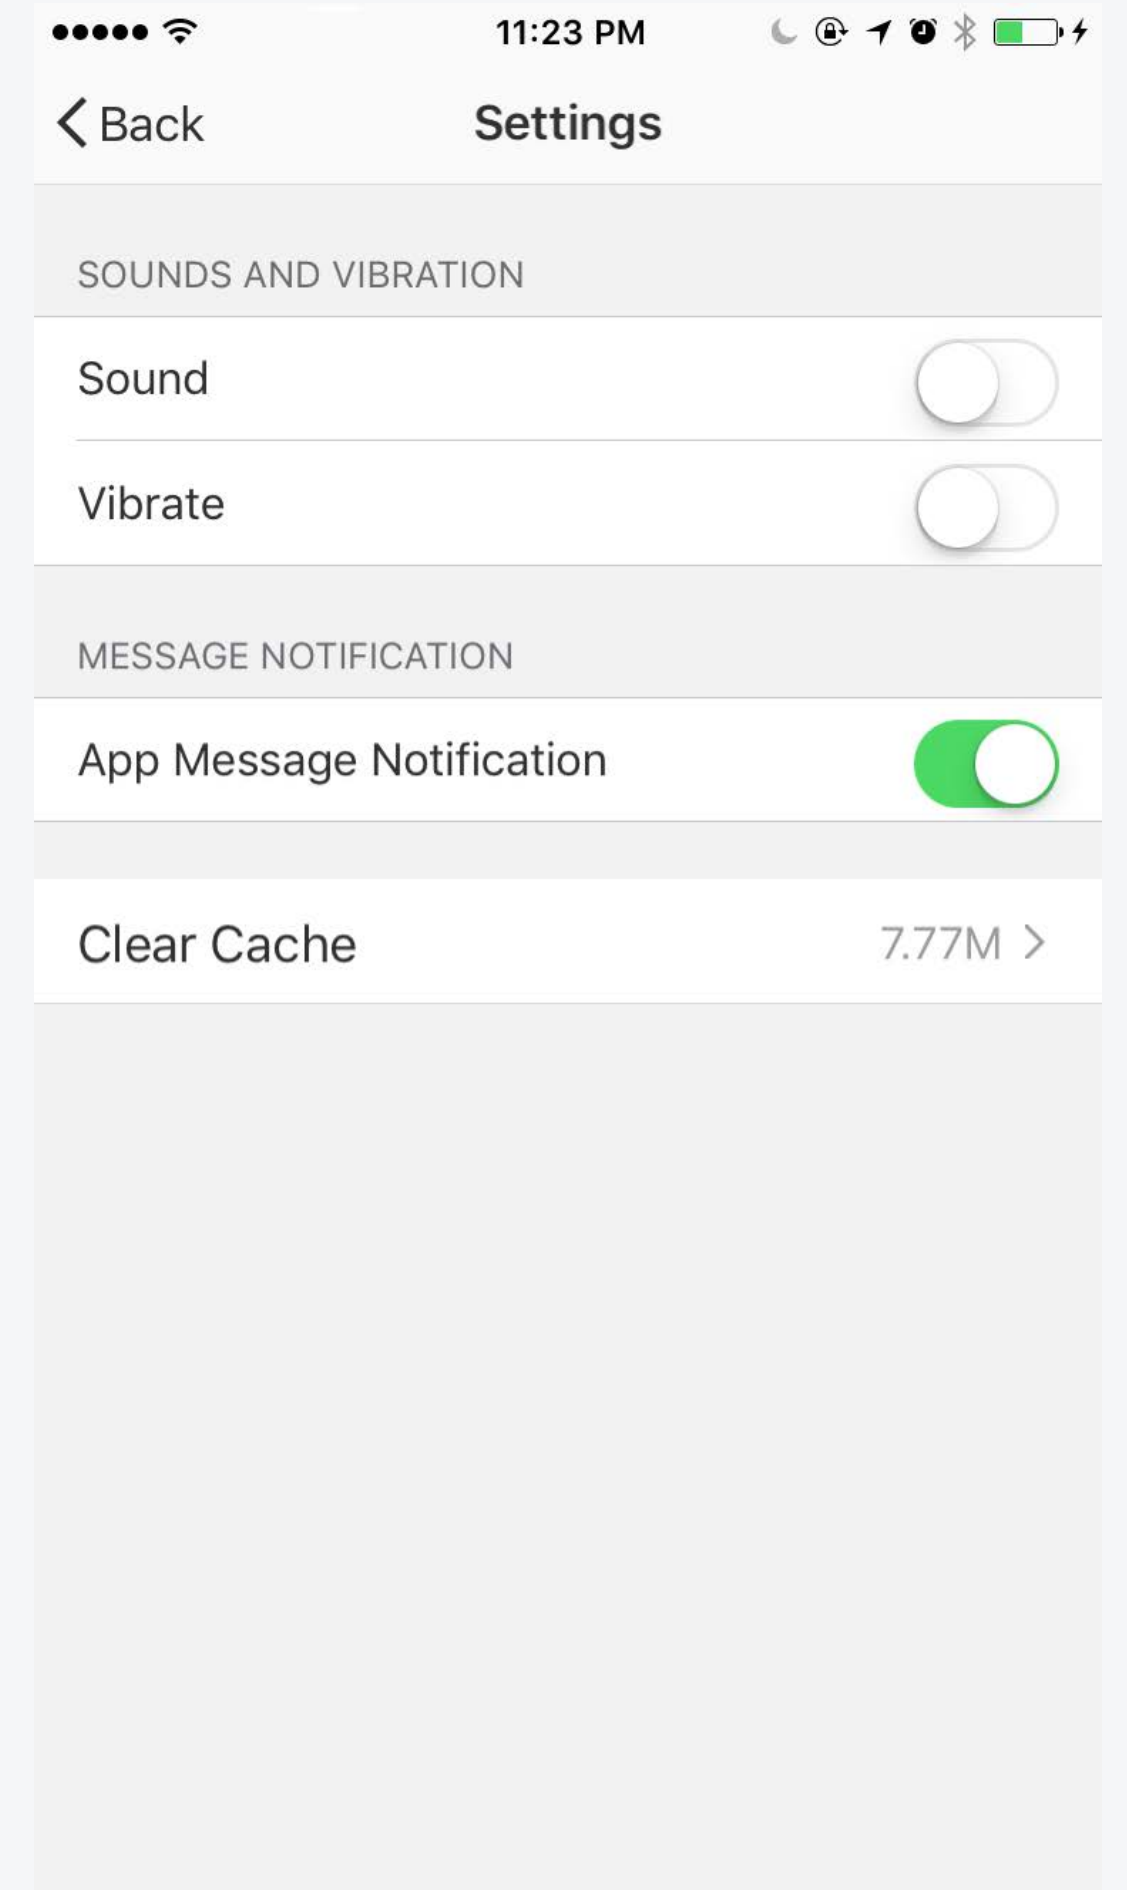 11:23 PM
Back
Settings
SOUNDS AND VIBRATION
Sound
Vibrate
MESSAGE NOTIFICATION
App Message Notification
Clear Cache 7.77M